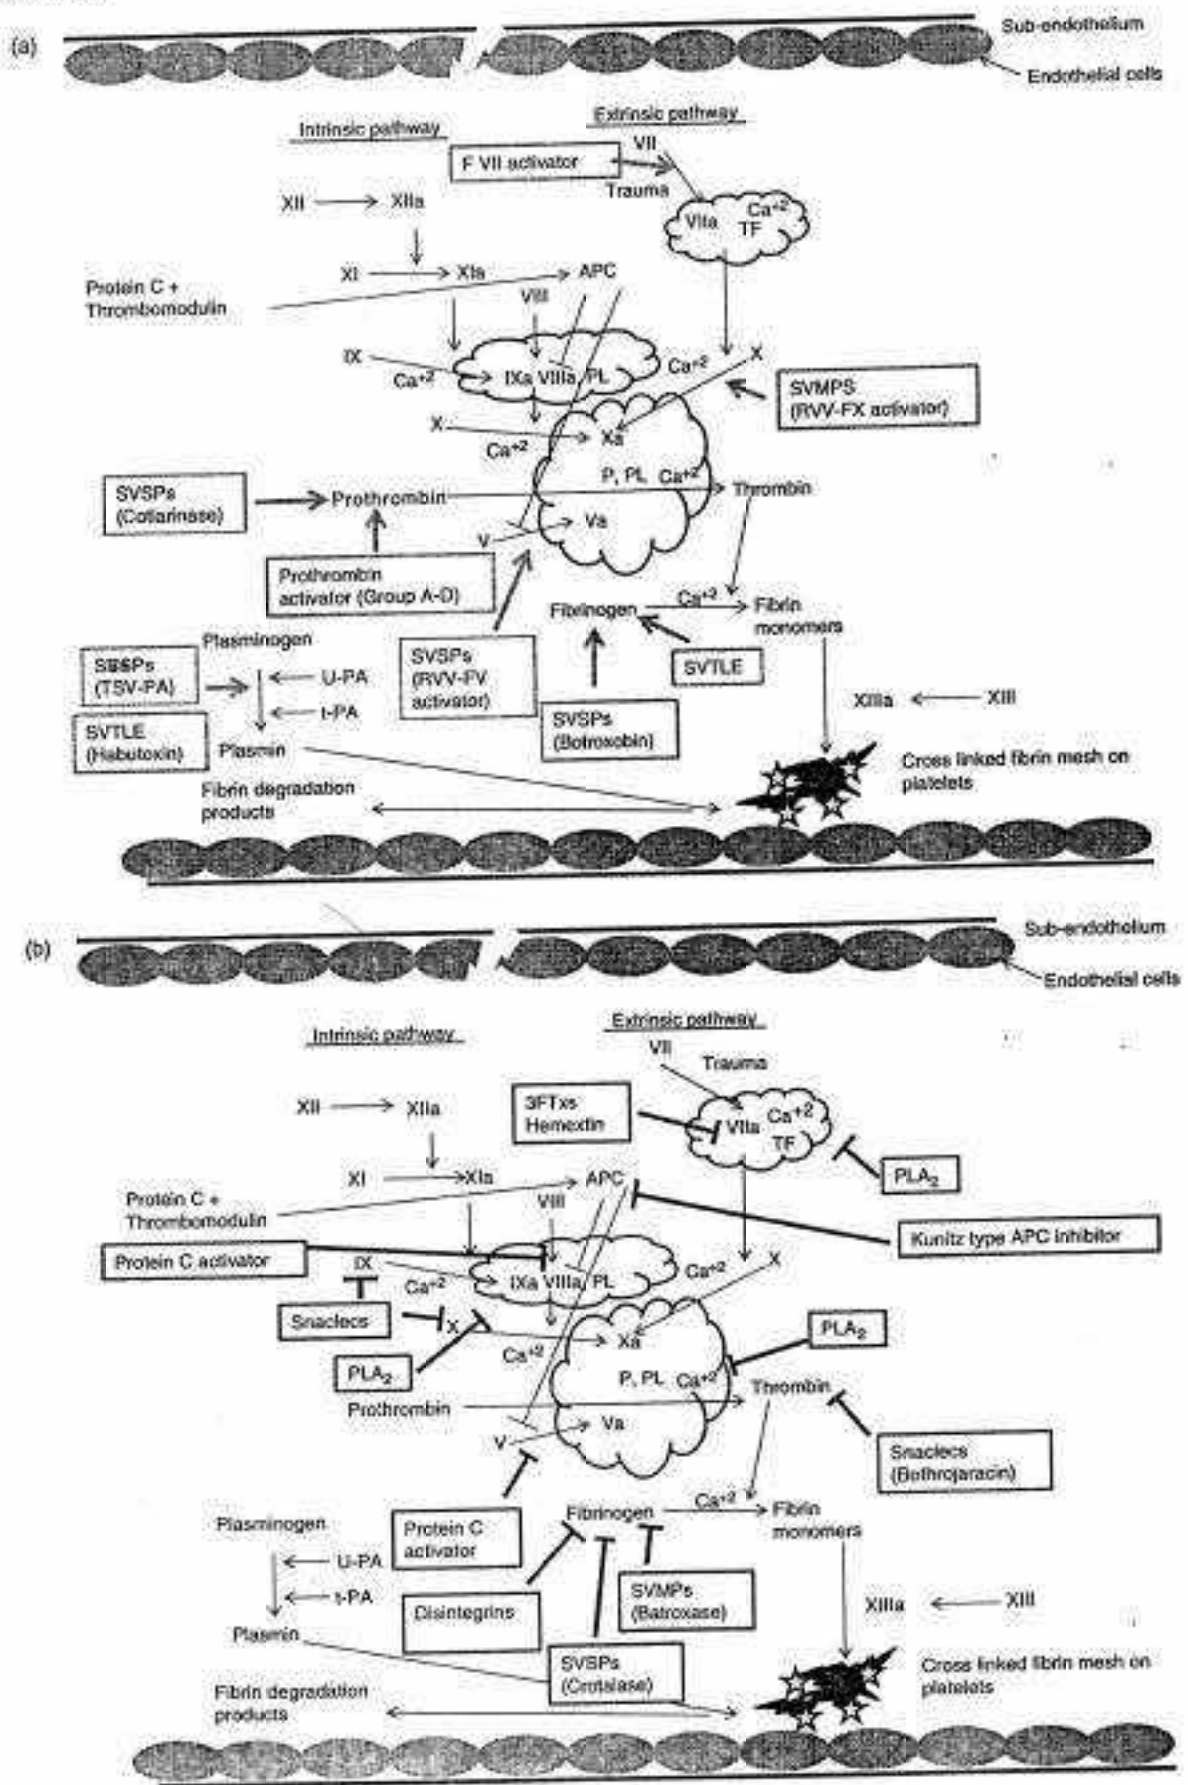 (a)
Sub-endothelium
Endothelial cells
Intrinsic pathway
Extrinsic pathway
VII
F VII activator
Trauma
XII
XIIa
VIIa
Ca+2
TF
XI
XIa
APC
Protein C +
Thrombomodulin
VIII
IX
Ca+2
IXa VIIIa, PL
Ca+2
X
SVMPS
(RVV-FX activator)
X
Ca+2
Xa
P, PL Ca+2
SVSPs
(Cotiarinase)
Prothrombin
Thrombin
V
Va
Prothrombin
activator (Group A-D)
Fibrinogen
Ca+2
Fibrin
monomers
Plasminogen
(TSV-PA)
U-PA
t-PA
SVSPs
(RVV-FV
activator)
SVTLE
SVTLE
(Habutoxin)
Plasmin
SVSPs
(Botroxobin)
XIIIa
XIII
Fibrin degradation
products
Cross linked fibrin mesh on
platelets
(b)
Sub-endothelium
Endothelial cells
Intrinsic pathway
Extrinsic pathway
VII
Trauma
XII
XIIa
3FTxs
Hemextin
VIIa
Ca+2
TF
PLA2
XI
XIa
APC
Protein C +
Thrombomodulin
VIII
Kunitz type APC inhibitor
Protein C activator
IX
Ca+2
IXa VIIIa, PL
Ca+2
X
Snaclecs
X
Ca+2
Xa
PLA2
PLA2
P, PL Ca+2
Prothrombin
Thrombin
V
Va
Snaclecs
(Bothrojaracin)
Plasminogen
Protein C
activator
Fibrinogen
Ca+2
Fibrin
monomers
U-PA
t-PA
Disintegrins
SVMPs
(Batroxase)
XIIIa
XIII
Plasmin
SVSPs
(Crotalase)
Fibrin degradation
products
Cross linked fibrin mesh on
platelets